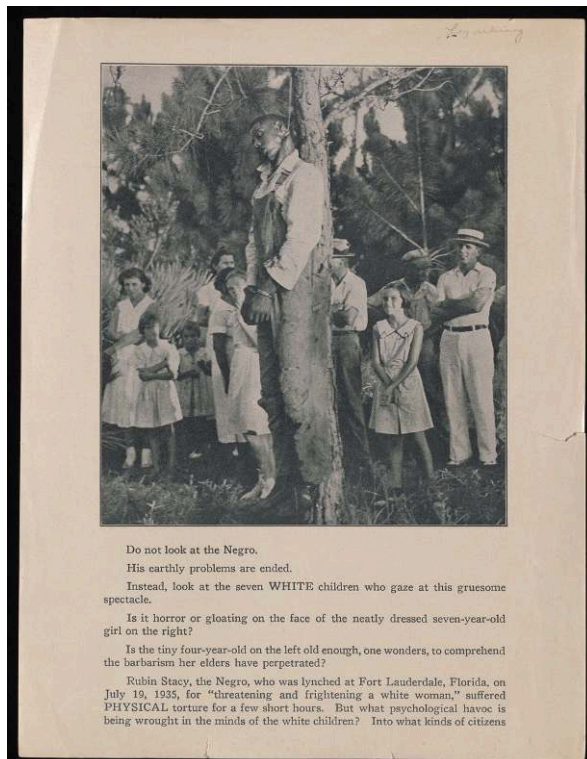 Do not look at the Negro.
His earthly problems are ended.
Instead, look at the seven WHITE children who gaze at this gruesome
spectacle.
Is it horror or gloating on the face of the neatly dressed seven-year-old
girl on the right?
Is the tiny four-year-old on the left old enough, one wonders, to comprehend
the barbarism her elders have perpetrated?
Rubin Stacy, the Negro, who was lynched at Fort Lauderdale, Florida, on
July 19, 1935, for “threatening and frightening a white woman,” suffered
PHYSICAL torture for a few short hours. But what psychological havoc is
being wrought in the minds of the white children? Into what kinds of citizens